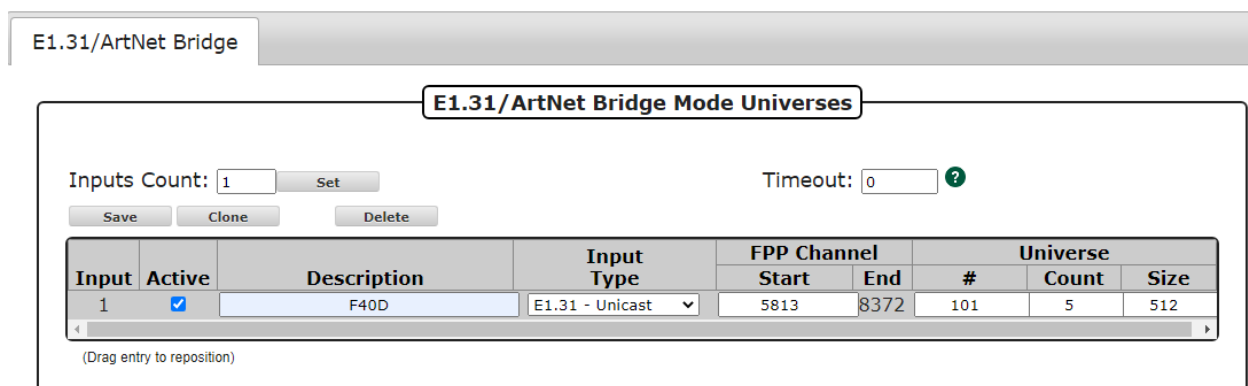 E1.31/ArtNet Bridge
E1.31/ArtNet Bridge Mode Universes
Inputs Count: 1 Set Timeout: 0 ?
Save Clone Delete
Input Active Description Input Type FPP Channel Start End Universe # Count Size
1 F40D E1.31 - Unicast 5813 8372 101 5 512
(Drag entry to reposition)